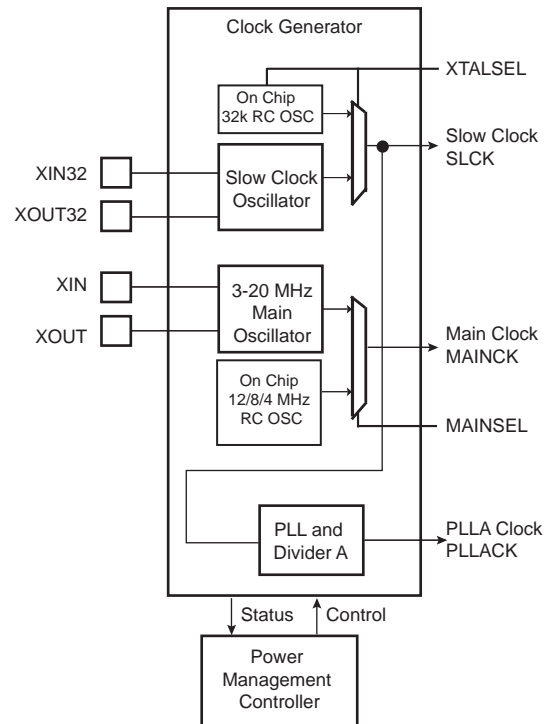 Clock Generator
XTALSEL
On Chip
32k RC OSC
Slow Clock
SLCK
XIN32
Slow Clock
Oscillator
XOUT32
XIN
3-20 MHz
Main
Oscillator
XOUT
Main Clock
MAINCK
On Chip
12/8/4 MHz
RC OSC
MAINSEL
PLL and
Divider A
PLLA Clock
PLLACK
Status
Control
Power
Management
Controller